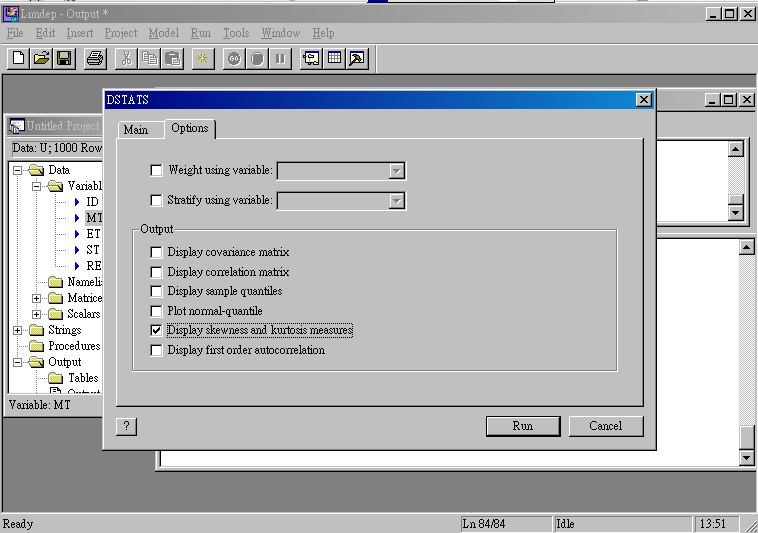 Limdep - Output *
File Edit Insert Project Model Run Tools Window Help
GO
DSTATS
Untitled Project
Main Options
Data: U; 1000 Row
Data
Variabl
ID
MT
ET
ST
RE
Namelis
Matrice
Scalars
Strings
Procedures
Output
Tables
Output
Variable: MT
Weight using variable:
Stratify using variable:
Output
Display covariance matrix
Display correlation matrix
Display sample quantiles
Plot normal-quantile
Display skewness and kurtosis measures
Display first order autocorrelation
? Run Cancel
Ready Ln 84/84 Idle 13:51